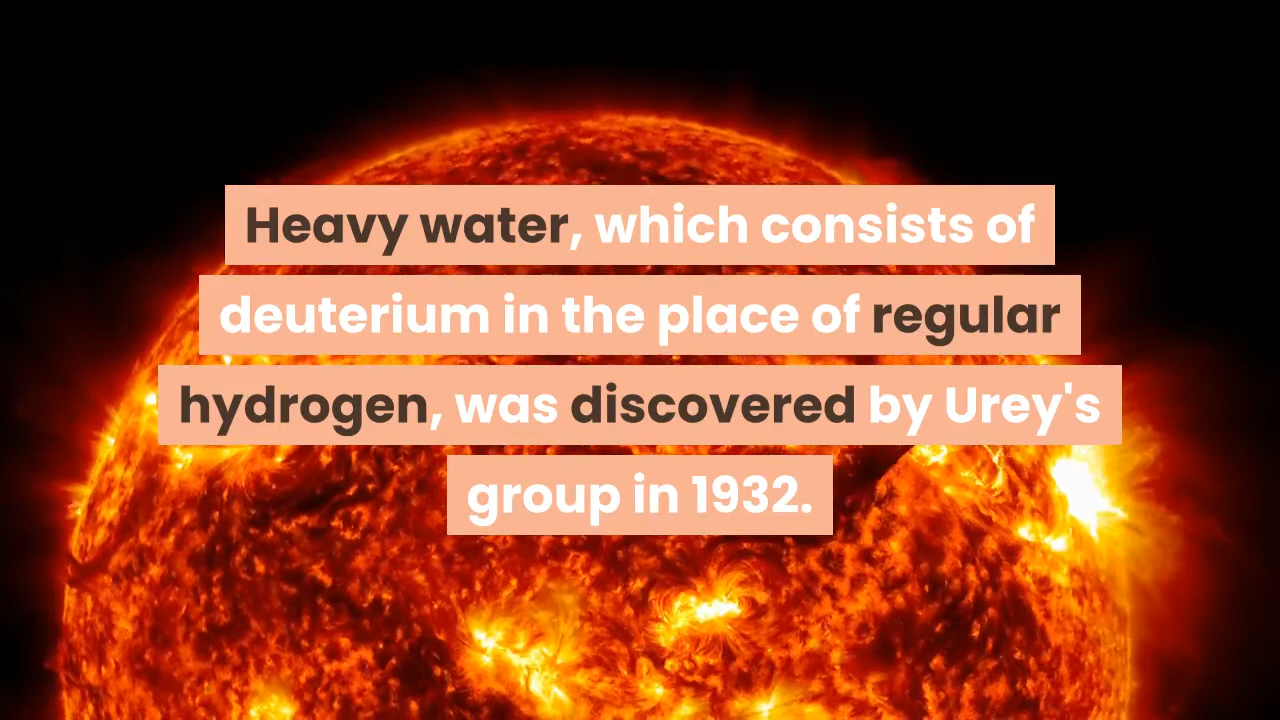 Heavy water, which consists of
deuterium in the place of regular
hydrogen, was discovered by Urey's
group in 1932.